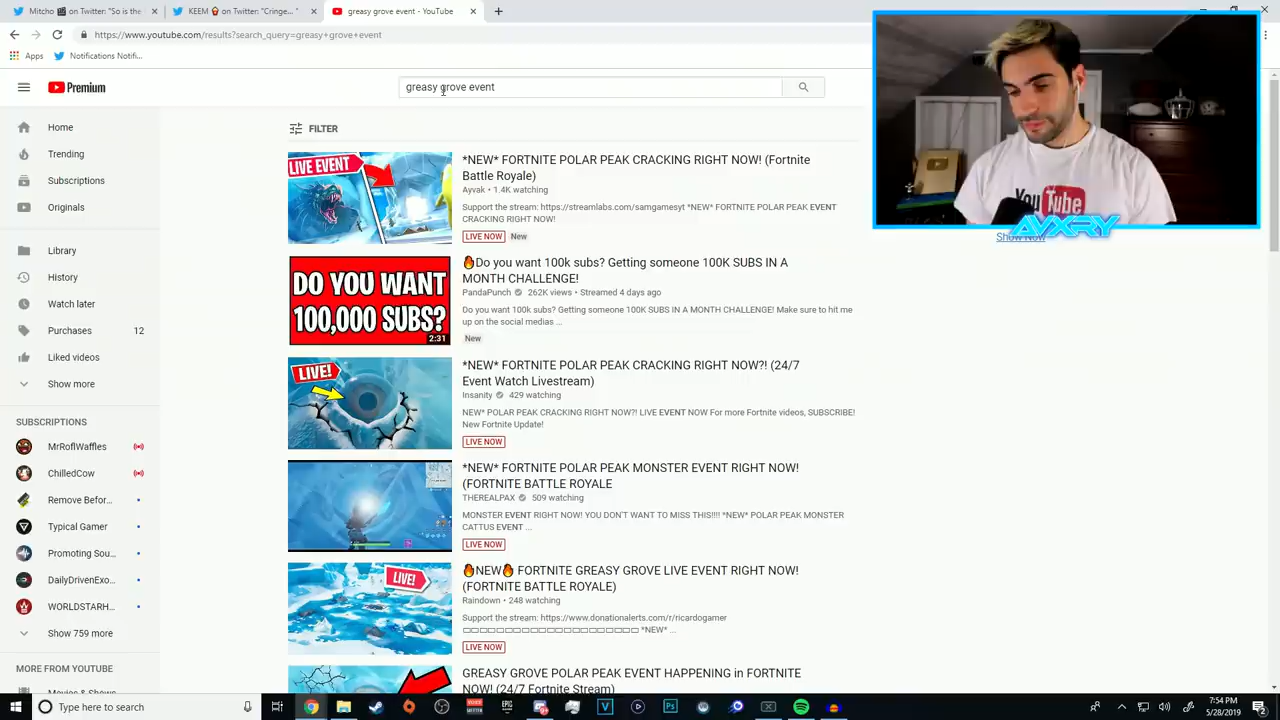 Mitcho on Twitter: "5/5 is the
KEEM on Twitter: "Cringe...
greasy grove event - YouTube
https://www.youtube.com/results?search_query=greasy+grove+event
Apps
Notifications Notifi...
Premium
greasy grove event
Home
Trending
Subscriptions
Originals
Library
History
Watch later
Purchases 12
Liked videos
Show more
SUBSCRIPTIONS
MrRoflWaffles
ChilledCow
Remove Befor...
Typical Gamer
Promoting Sou...
DailyDrivenExo...
WORLDSTARH...
Show 759 more
MORE FROM YOUTUBE
Movies & Shows
FILTER
LIVE EVENT
*NEW* FORTNITE POLAR PEAK CRACKING RIGHT NOW! (Fortnite
Battle Royale)
Ayvak • 1.4K watching
Support the stream: https://streamlabs.com/samgamesyt *NEW* FORTNITE POLAR PEAK EVENT
CRACKING RIGHT NOW!
LIVE NOW New
DO YOU WANT
100,000 SUBS?
2:31
Do you want 100k subs? Getting someone 100K SUBS IN A
MONTH CHALLENGE!
PandaPunch 262K views • Streamed 4 days ago
Do you want 100k subs? Getting someone 100K SUBS IN A MONTH CHALLENGE! Make sure to hit me
up on the social medias ...
New
LIVE!
*NEW* FORTNITE POLAR PEAK CRACKING RIGHT NOW?! (24/7
Event Watch Livestream)
Insanity 429 watching
NEW* POLAR PEAK CRACKING RIGHT NOW?! LIVE EVENT NOW For more Fortnite videos, SUBSCRIBE!
New Fortnite Update!
LIVE NOW
*NEW* FORTNITE POLAR PEAK MONSTER EVENT RIGHT NOW!
(FORTNITE BATTLE ROYALE
THEREALPAX 509 watching
MONSTER EVENT RIGHT NOW! YOU DON'T WANT TO MISS THIS!!!! *NEW* POLAR PEAK MONSTER
CATTUS EVENT ...
LIVE NOW
LIVE!
NEW FORTNITE GREASY GROVE LIVE EVENT RIGHT NOW!
(FORTNITE BATTLE ROYALE)
Raindown • 248 watching
Support the stream: https://www.donationalerts.com/r/ricardogamer
*NEW* ...
LIVE NOW
GREASY GROVE POLAR PEAK EVENT HAPPENING in FORTNITE
NOW! (24/7 Fortnite Stream)
You Tube
AVXRY
Show Now
Type here to search
7:54 PM
5/28/2019